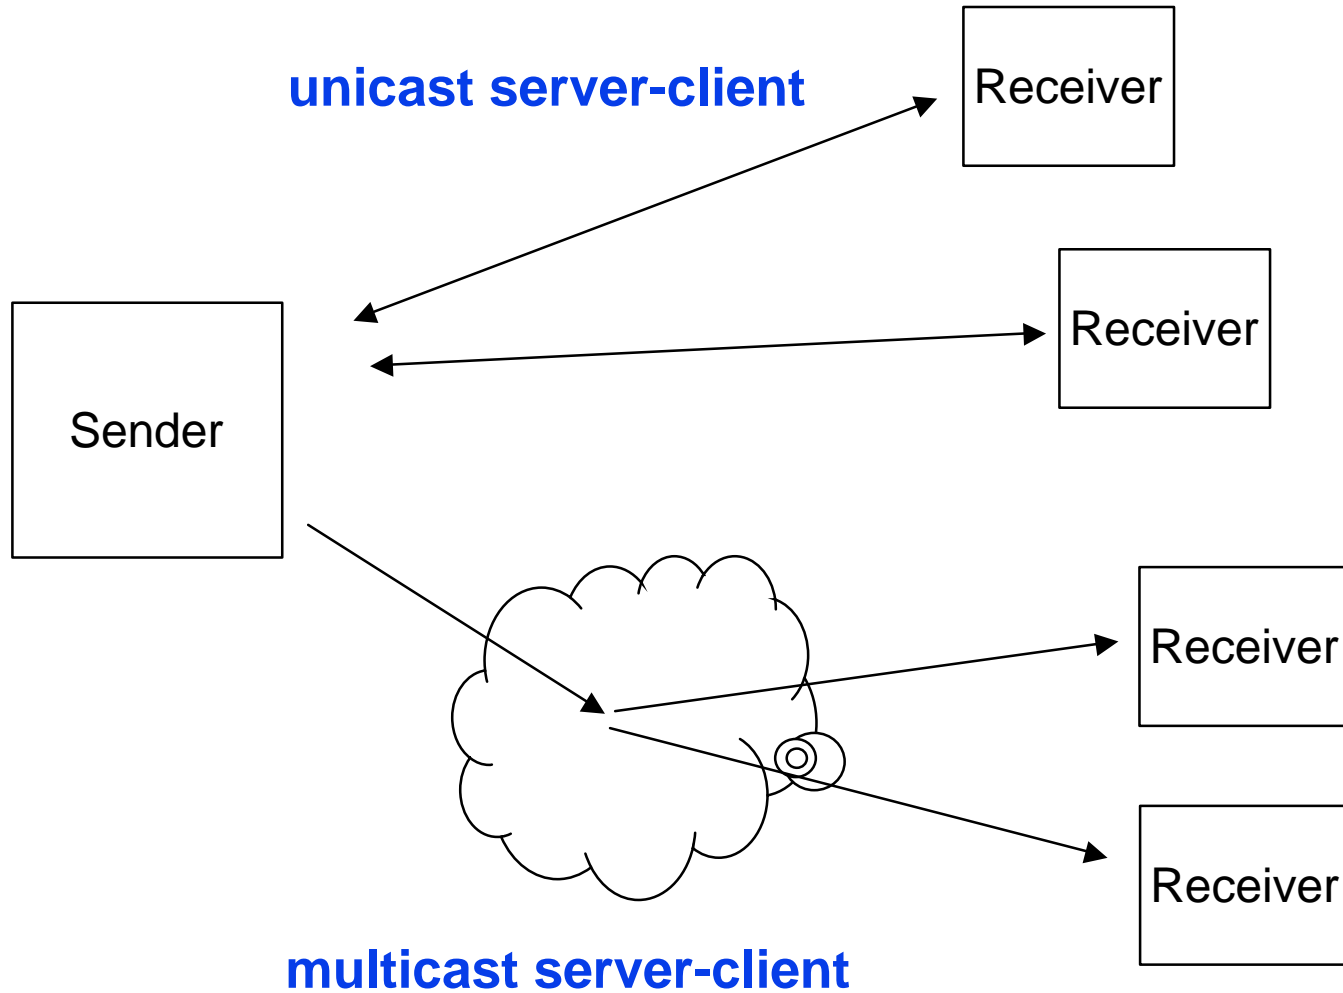 unicast server-client
Receiver
Receiver
Sender
Receiver
Receiver
multicast server-client